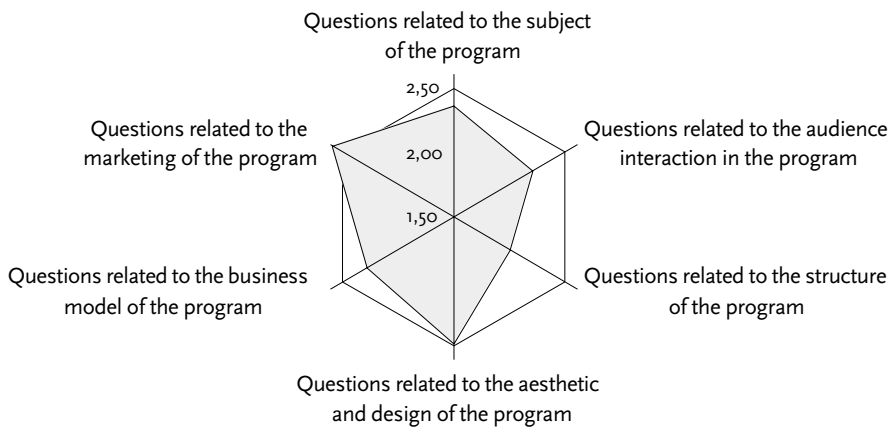 Questions related to the subject
of the program
2,50
Questions related to the
marketing of the program
Questions related to the audience
interaction in the program
2,00
1,50
Questions related to the business
model of the program
Questions related to the structure
of the program
Questions related to the aesthetic
and design of the program